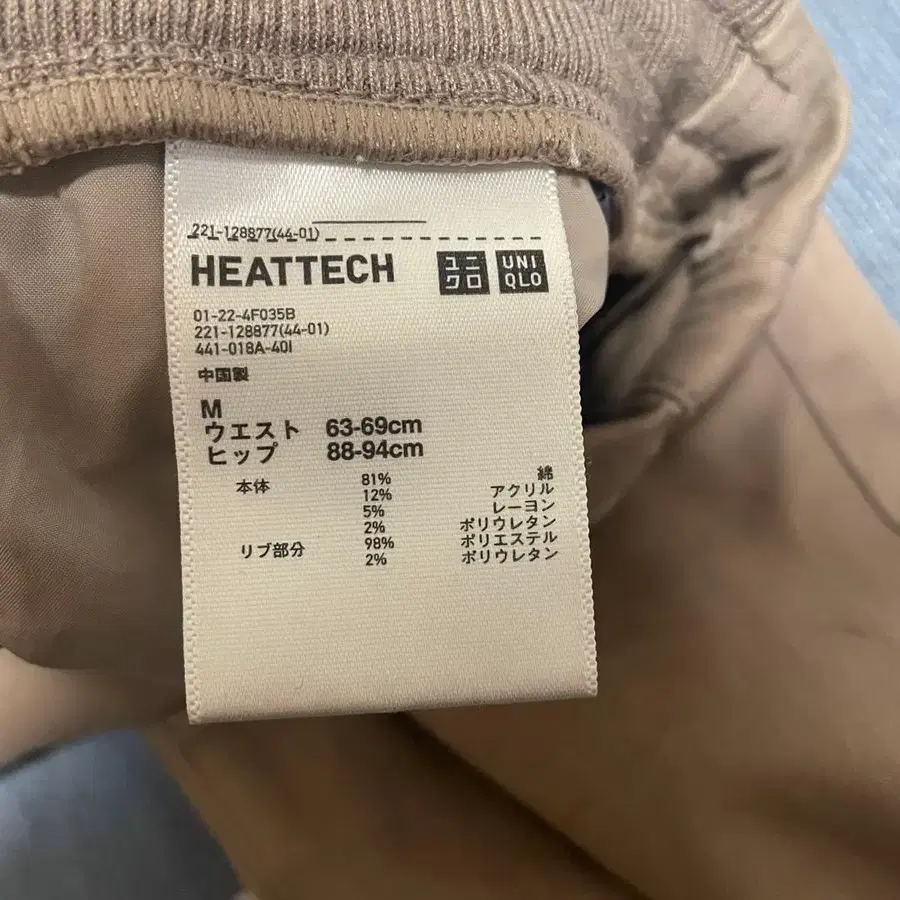 221-128877(44-01)
HEATTECH ユニクロ UNIQLO
01-22-4F035B
221-128877(44-01)
441-018A-40I
中国製
M
ウエスト 63-69cm
ヒップ 88-94cm
本体 81% 綿
12% アクリル
5% レーヨン
2% ポリウレタン
リブ部分 98% ポリエステル
2% ポリウレタン